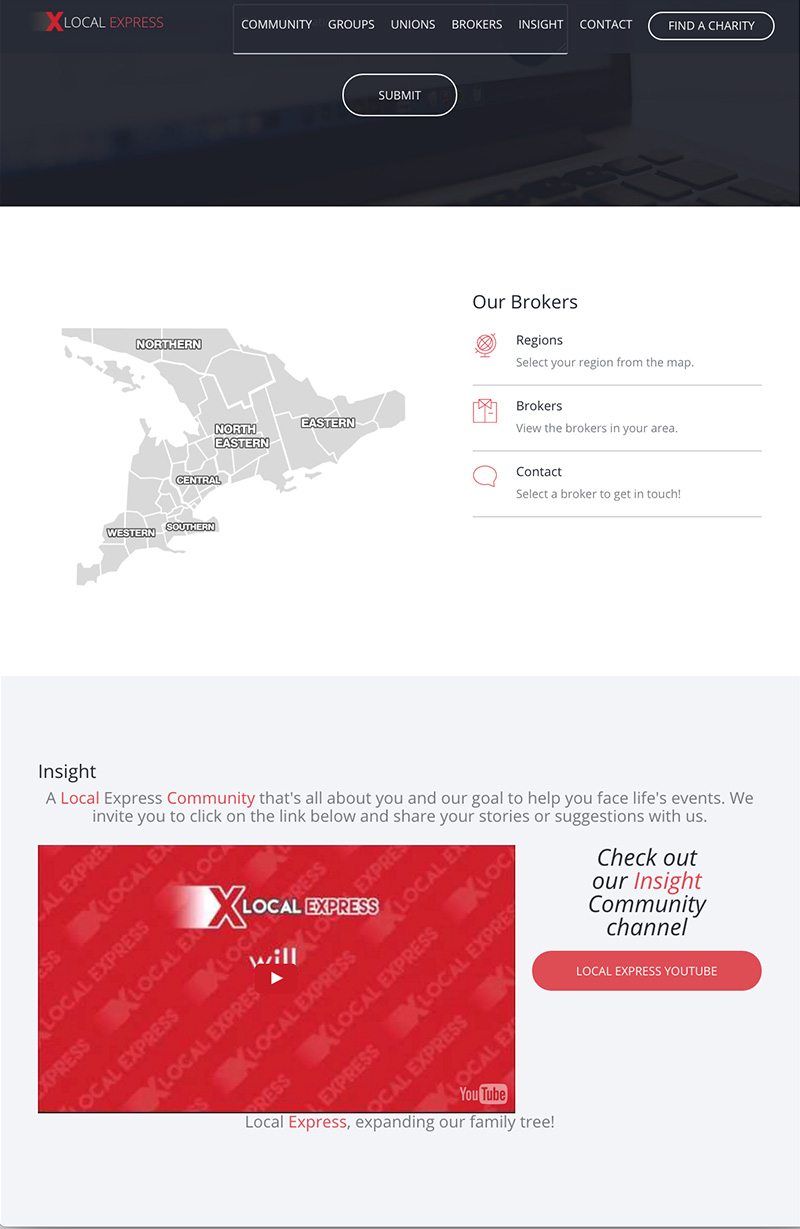 X LOCAL EXPRESS
COMMUNITY GROUPS UNIONS BROKERS INSIGHT CONTACT FIND A CHARITY
SUBMIT
NORTHERN
NORTH
EASTERN
EASTERN
CENTRAL
WESTERN
SOUTHERN
Our Brokers
Regions
Select your region from the map.
Brokers
View the brokers in your area.
Contact
Select a broker to get in touch!
Insight
A Local Express Community that's all about you and our goal to help you face life's events. We
invite you to click on the link below and share your stories or suggestions with us.
X LOCAL EXPRESS
will
YouTube
Check out
our Insight
Community
channel
LOCAL EXPRESS YOUTUBE
Local Express, expanding our family tree!